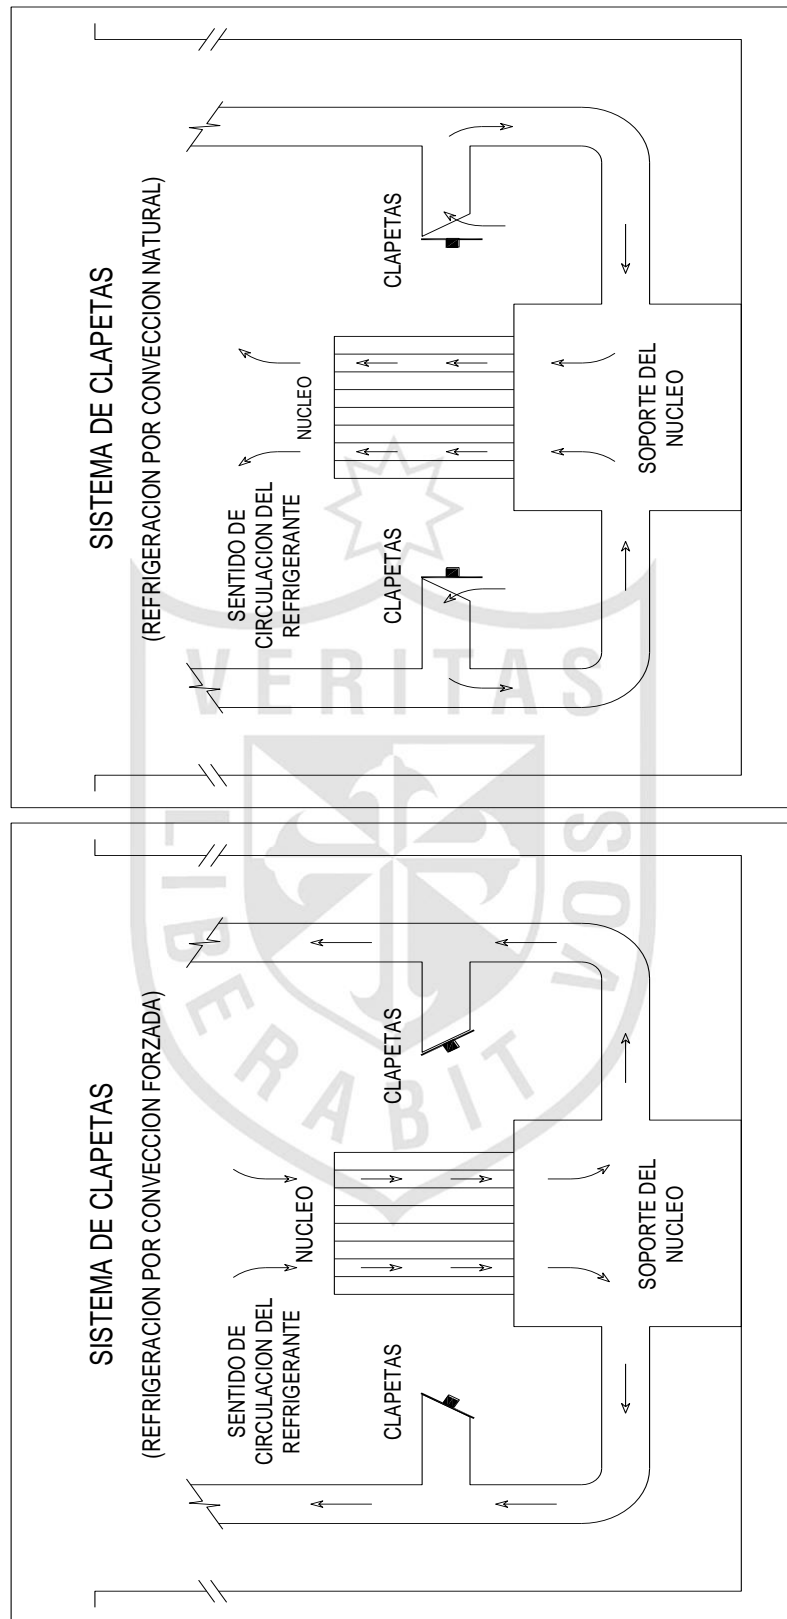 SISTEMA DE CLAPETAS
(REFRIGERACION POR CONVECCION NATURAL)
SENTIDO DE
CIRCULACION DEL
REFRIGERANTE
NUCLEO
CLAPETAS
CLAPETAS
SOPORTE DEL
NUCLEO
SISTEMA DE CLAPETAS
(REFRIGERACION POR CONVECCION FORZADA)
SENTIDO DE
CIRCULACION DEL
REFRIGERANTE
NUCLEO
CLAPETAS
CLAPETAS
SOPORTE DEL
NUCLEO
VERITAS
LIBERABIT
VOS